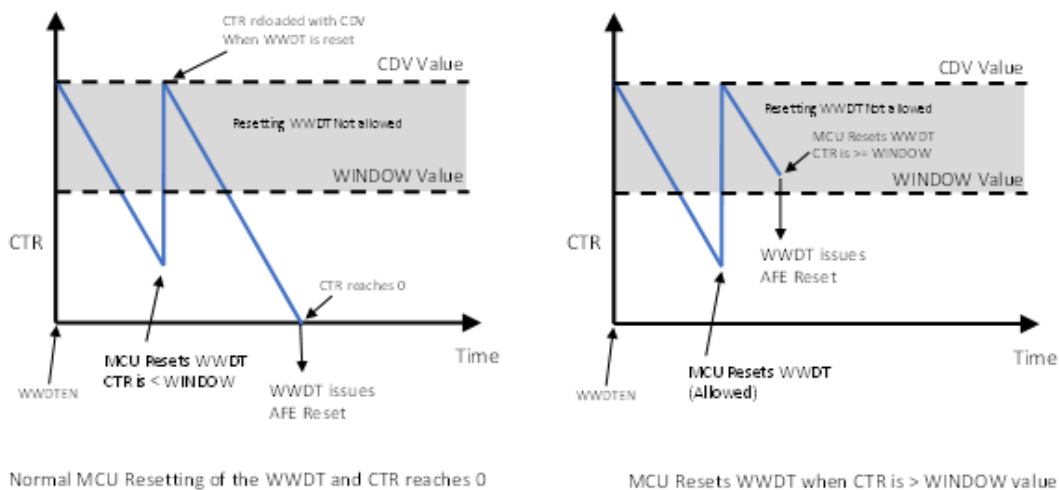 CTR reloaded with CDV
When WWDT is reset
CDV Value
Resetting WWDT Not allowed
WINDOW Value
CTR
CTR reaches 0
Time
WWDTEN
MCU Resets WWDT
CTR is < WINDOW
WWDT issues
AFE Reset
Normal MCU Resetting of the WWDT and CTR reaches 0
CDV Value
Resetting WWDT Not allowed
MCU Resets WWDT
CTR is >= WINDOW
WINDOW Value
CTR
WWDT issues
AFE Reset
Time
WWDTEN
MCU Resets WWDT
(Allowed)
MCU Resets WWDT when CTR is > WINDOW value